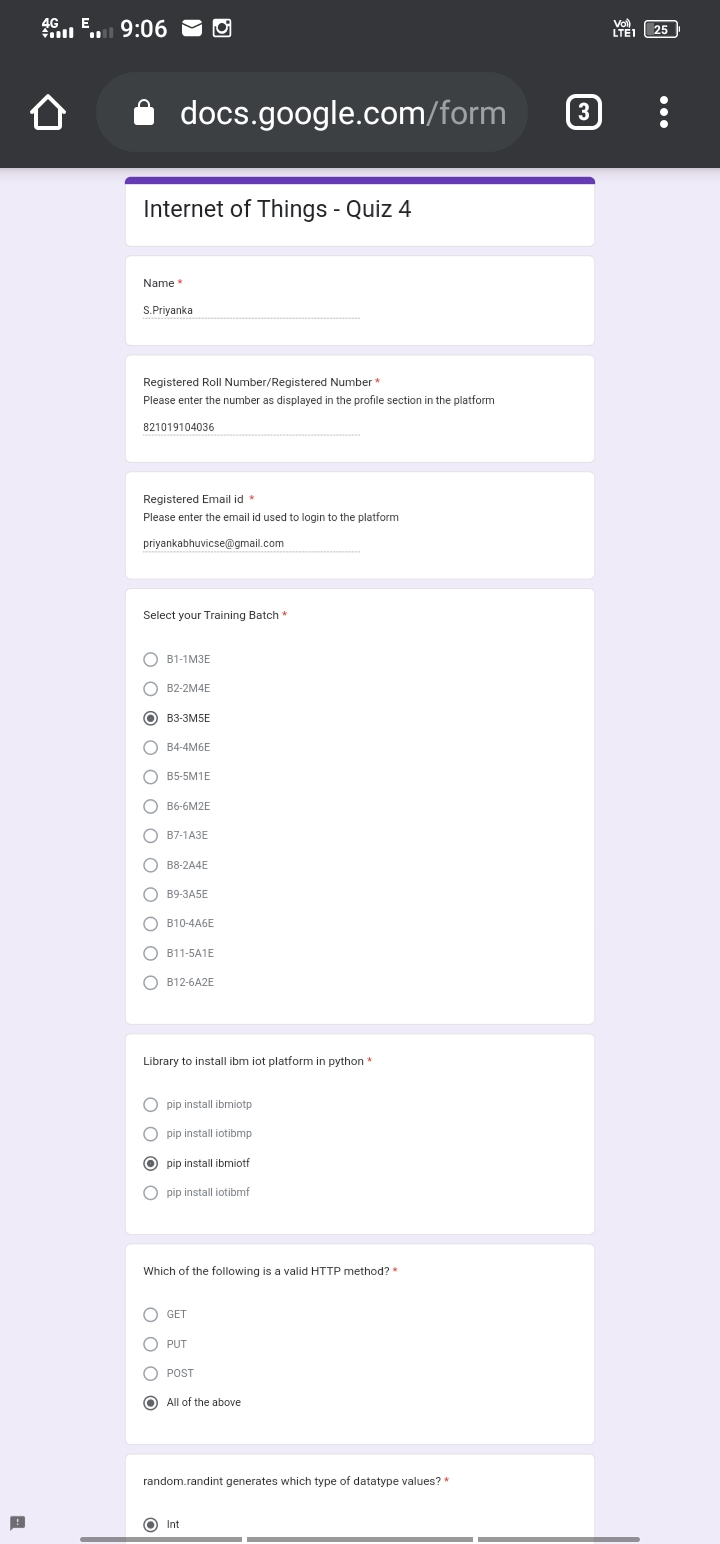 4G E 9:06 Vo) LTE1 25
docs.google.com/form 3
Internet of Things - Quiz 4
Name *
S.Priyanka
Registered Roll Number/Registered Number *
Please enter the number as displayed in the profile section in the platform
821019104036
Registered Email id *
Please enter the email id used to login to the platform
priyankabhuvicse@gmail.com
Select your Training Batch *
B1-1M3E
B2-2M4E
B3-3M5E
B4-4M6E
B5-5M1E
B6-6M2E
B7-1A3E
B8-2A4E
B9-3A5E
B10-4A6E
B11-5A1E
B12-6A2E
Library to install ibm iot platform in python *
pip install ibmiotp
pip install iotibmp
pip install ibmiotf
pip install iotibmf
Which of the following is a valid HTTP method? *
GET
PUT
POST
All of the above
random.randint generates which type of datatype values? *
Int